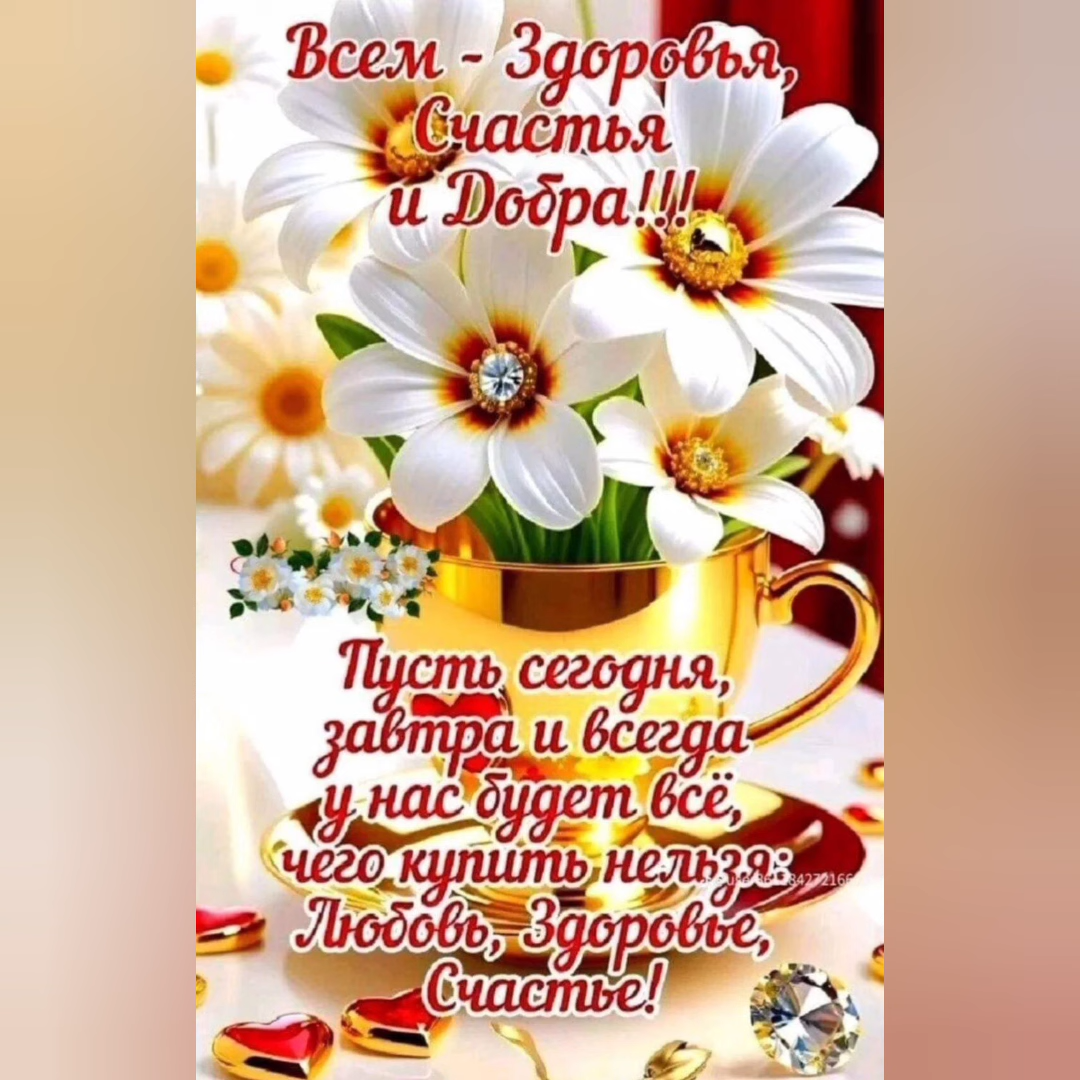 Всем - Здоровья,
Счастья
и Добра!!!
Пусть сегодня,
завтра и всегда
у нас будет всё,
чего купить нельзя:
Любовь, Здоровье,
Счастье!